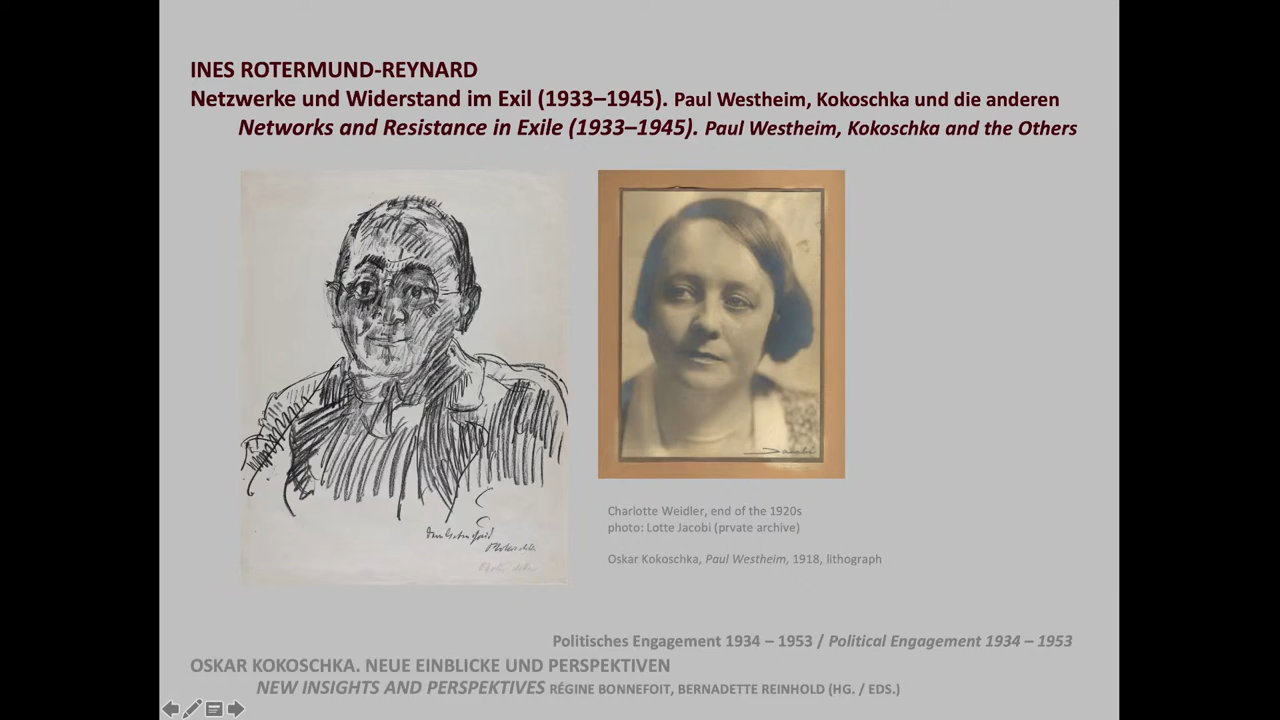 INES ROTERMUND-REYNARD
Netzwerke und Widerstand im Exil (1933–1945). Paul Westheim, Kokoschka und die anderen
Networks and Resistance in Exile (1933–1945). Paul Westheim, Kokoschka and the Others
Jacobi
Charlotte Weidler, end of the 1920s
photo: Lotte Jacobi (prvate archive)
Oskar Kokoschka, Paul Westheim, 1918, lithograph
Politisches Engagement 1934 – 1953 / Political Engagement 1934 – 1953
OSKAR KOKOSCHKA. NEUE EINBLICKE UND PERSPEKTIVEN
NEW INSIGHTS AND PERSPEKTIVES RÉGINE BONNEFOIT, BERNADETTE REINHOLD (HG. / EDS.)